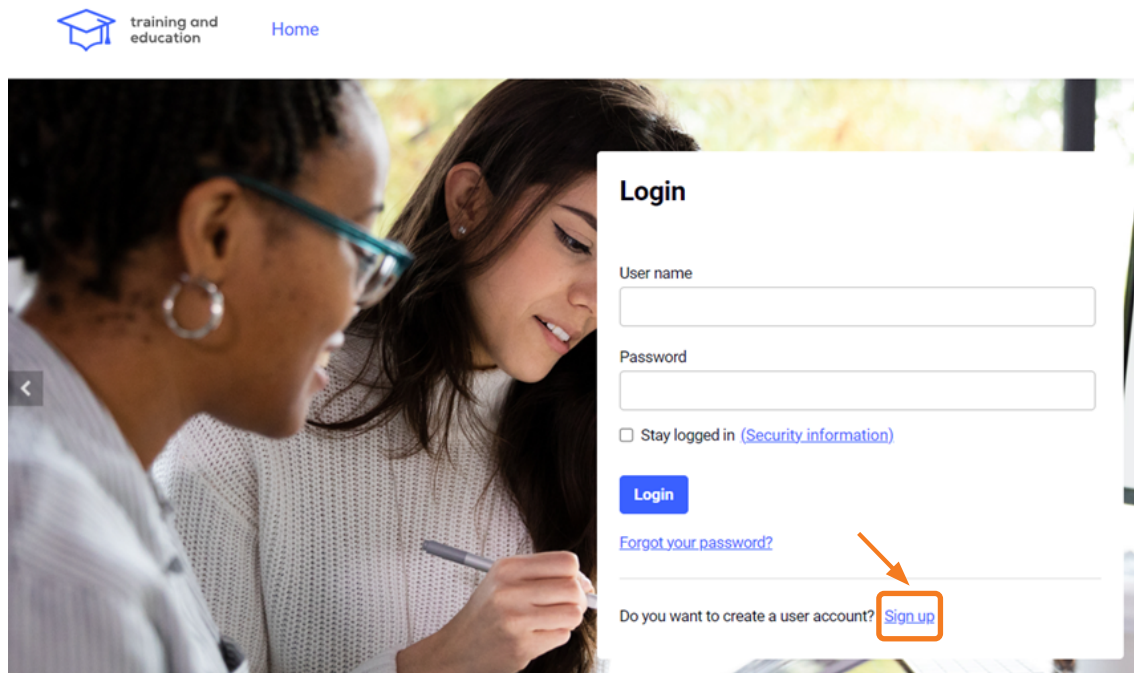 training and
education
Home
Login
User name
Password
Stay logged in (Security information)
Login
Forgot your password?
Do you want to create a user account? Sign up